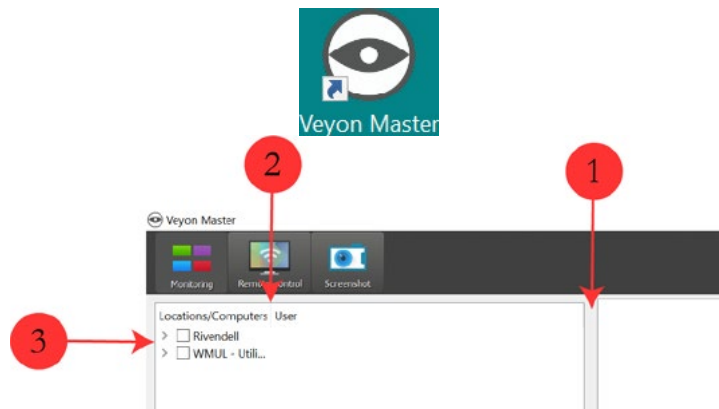 Veyon Master
2
1
Veyon Master
Monitoring Remote Control Screenshot
Locations/Computers User
3
Rivendell
WMUL - Utili...